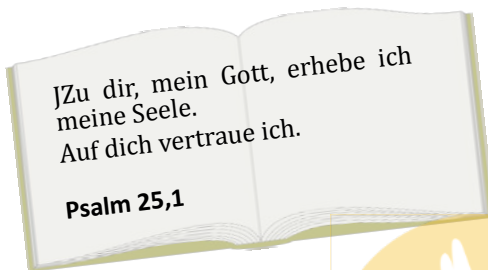 JZu dir, mein Gott, erhebe ich
meine Seele.
Auf dich vertraue ich.
Psalm 25,1